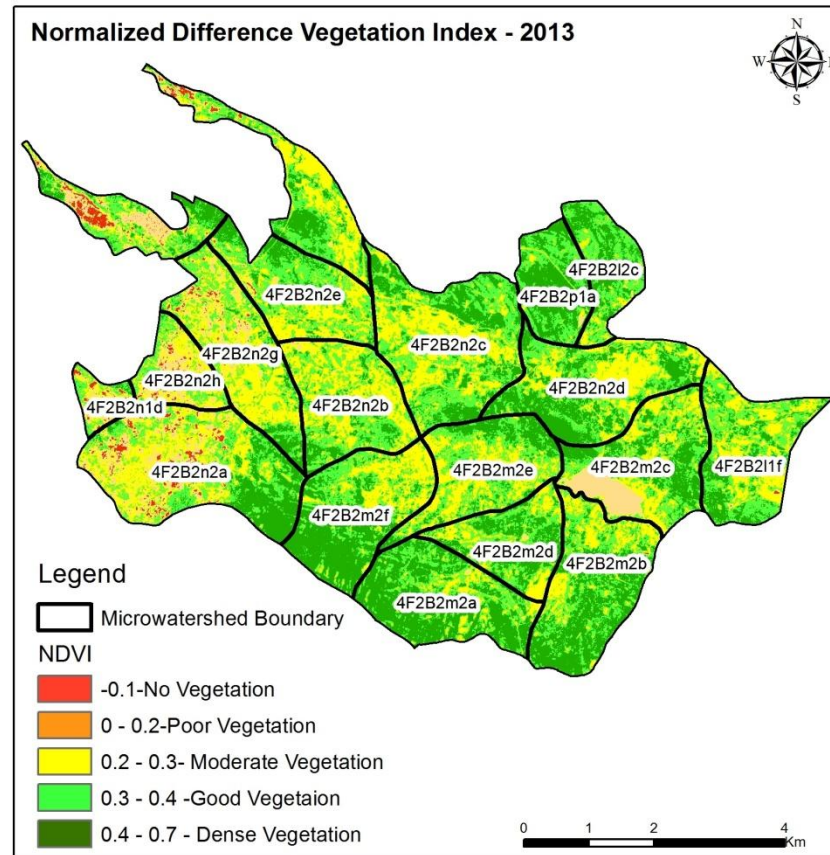 Normalized Difference Vegetation Index - 2013
N
W
E
S
4F2B2l2c
4F2B2p1a
4F2B2n2e
4F2B2n2c
4F2B2n2g
4F2B2n2h
4F2B2n2d
4F2B2n1d
4F2B2n2b
4F2B2n2a
4F2B2m2e
4F2B2m2c
4F2B2l1f
4F2B2m2f
4F2B2m2d
4F2B2m2b
4F2B2m2a
Legend
Microwatershed Boundary
NDVI
-0.1-No Vegetation
0 - 0.2-Poor Vegetation
0.2 - 0.3- Moderate Vegetation
0.3 - 0.4 -Good Vegetaion
0.4 - 0.7 - Dense Vegetation
0 1 2 4
Km